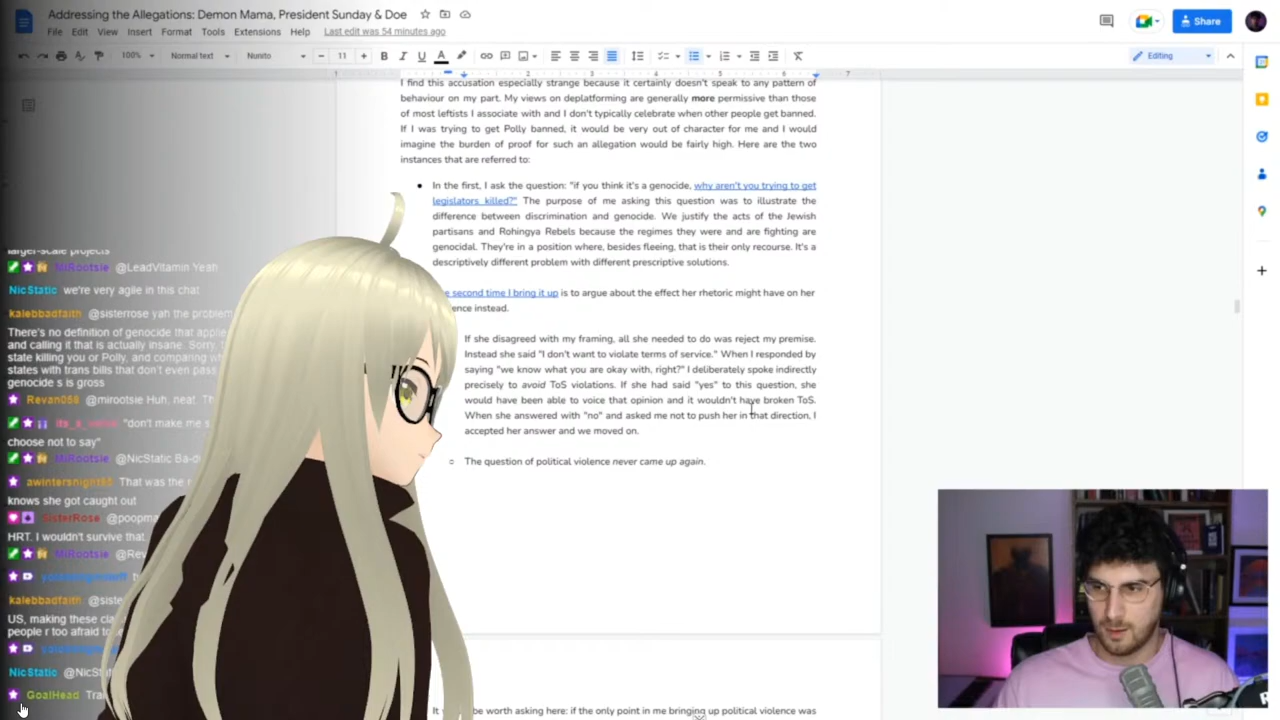 Addressing the Allegations: Demon Mama, President Sunday & Doe
File Edit View Insert Format Tools Extensions Help Last edit was 54 minutes ago
Share
100% Normal text Nunito 11 Editing
1 1 2 3 4 5 6 7
I find this accusation especially strange because it certainly doesn't speak to any pattern of
behaviour on my part. My views on deplatforming are generally more permissive than those
of most leftists I associate with and I don't typically celebrate when other people get banned.
If I was trying to get Polly banned, it would be very out of character for me and I would
imagine the burden of proof for such an allegation would be fairly high. Here are the two
instances that are referred to:
● In the first, I ask the question: "if you think it's a genocide, why aren't you trying to get
legislators killed?" The purpose of me asking this question was to illustrate the
difference between discrimination and genocide. We justify the acts of the Jewish
partisans and Rohingya Rebels because the regimes they were and are fighting are
genocidal. They're in a position where, besides fleeing, that is their only recourse. It's a
descriptively different problem with different prescriptive solutions.
second time I bring it up is to argue about the effect her rhetoric might have on her
ence instead.
If she disagreed with my framing, all she needed to do was reject my premise.
Instead she said "I don't want to violate terms of service." When I responded by
saying "we know what you are okay with, right?" I deliberately spoke indirectly
precisely to avoid ToS violations. If she had said "yes" to this question, she
would have been able to voice that opinion and it wouldn't have broken ToS.
When she answered with "no" and asked me not to push her in that direction, I
accepted her answer and we moved on.
○ The question of political violence never came up again.
be worth asking here: if the only point in me bringing up political violence was
larger-scale projects
MiRootsie @LeadVitamin Yeah
NicStatic we're very agile in this chat
kalebbadfaith @sisterrose yah the problem
There's no definition of genocide that
and calling it that is actually insane. Sorry,
state killing you or Polly, and comparing
states with trans bills that don't even pass
genocide s is gross
Revan058 @mirootsie Huh, neat.
"don't make me s
choose not to say"
MiRootsie @NicStatic
That was the
knows she got caught out
SisterRose
HRT. I wouldn't survive that.
MiRootsie
kalebbadfaith @siste
US, making these cla
people r too afraid to
NicStatic
GoalHead